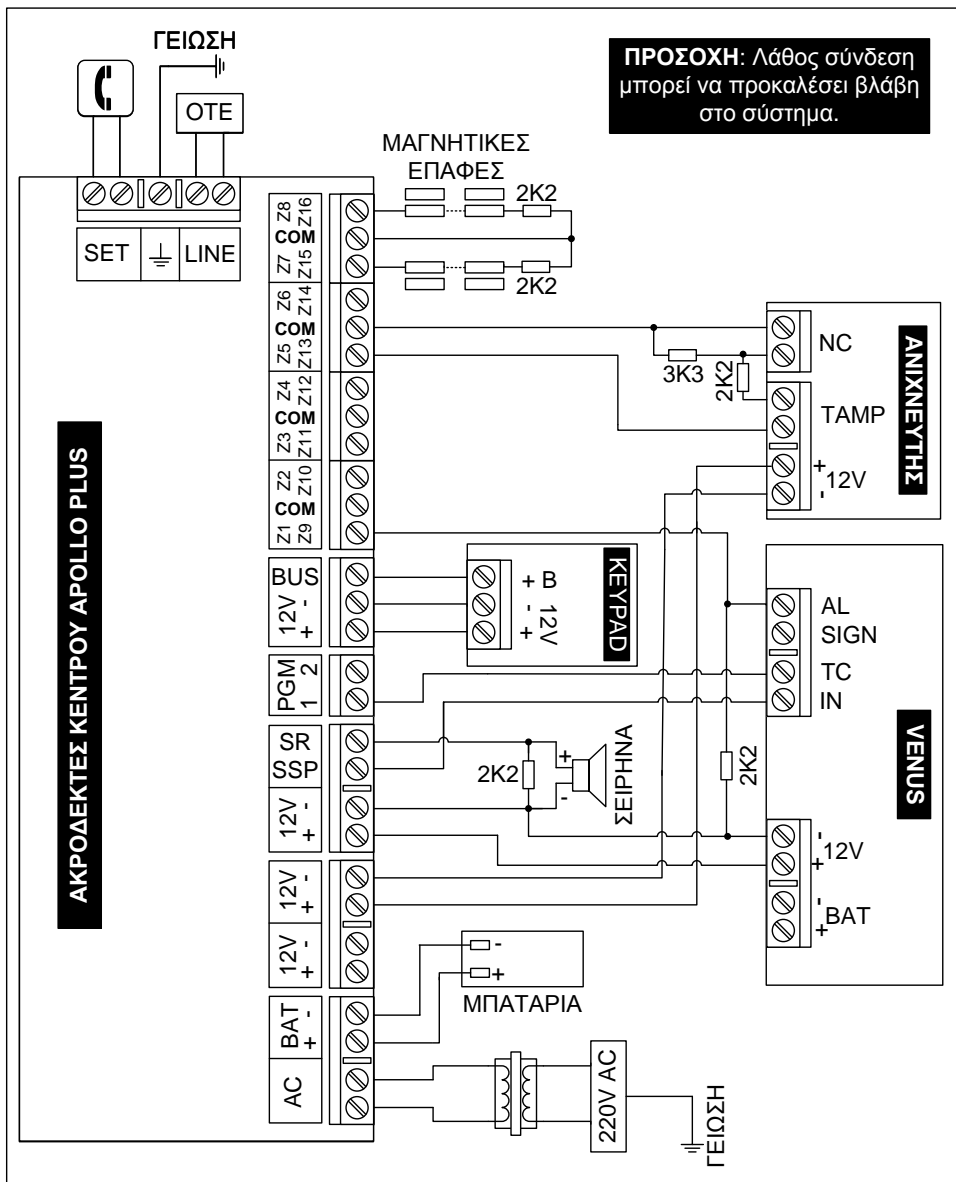 ΓΕΙΩΣΗ
OTE
ΠΡΟΣΟΧΗ: Λάθος σύνδεση
μπορεί να προκαλέσει βλάβη
στο σύστημα.
SET
LINE
ΜΑΓΝΗΤΙΚΕΣ
ΕΠΑΦΕΣ
2K2
2K2
ΑΚΡΟΔΕΚΤΕΣ ΚΕΝΤΡΟΥ APOLLO PLUS
Z8 Z16
COM
Z7 Z15
Z6 Z14
COM
Z5 Z13
Z4 Z12
COM
Z3 Z11
Z2 Z10
COM
Z1 Z9
BUS
12V + -
PGM
1 2
SR
SSP
12V + -
12V + -
12V + -
BAT + -
AC
3K3
2K2
NC
TAMP
+
12V
-
ΑΝΙΧΝΕΥΤΗΣ
+ B
- 12V
+
KEYPAD
AL
SIGN
TC
IN
2K2
-
12V
+
-
BAT
+
VENUS
2K2
+
-
ΣΕΙΡΗΝΑ
-
+
ΜΠΑΤΑΡΙΑ
220V AC
ΓΕΙΩΣΗ